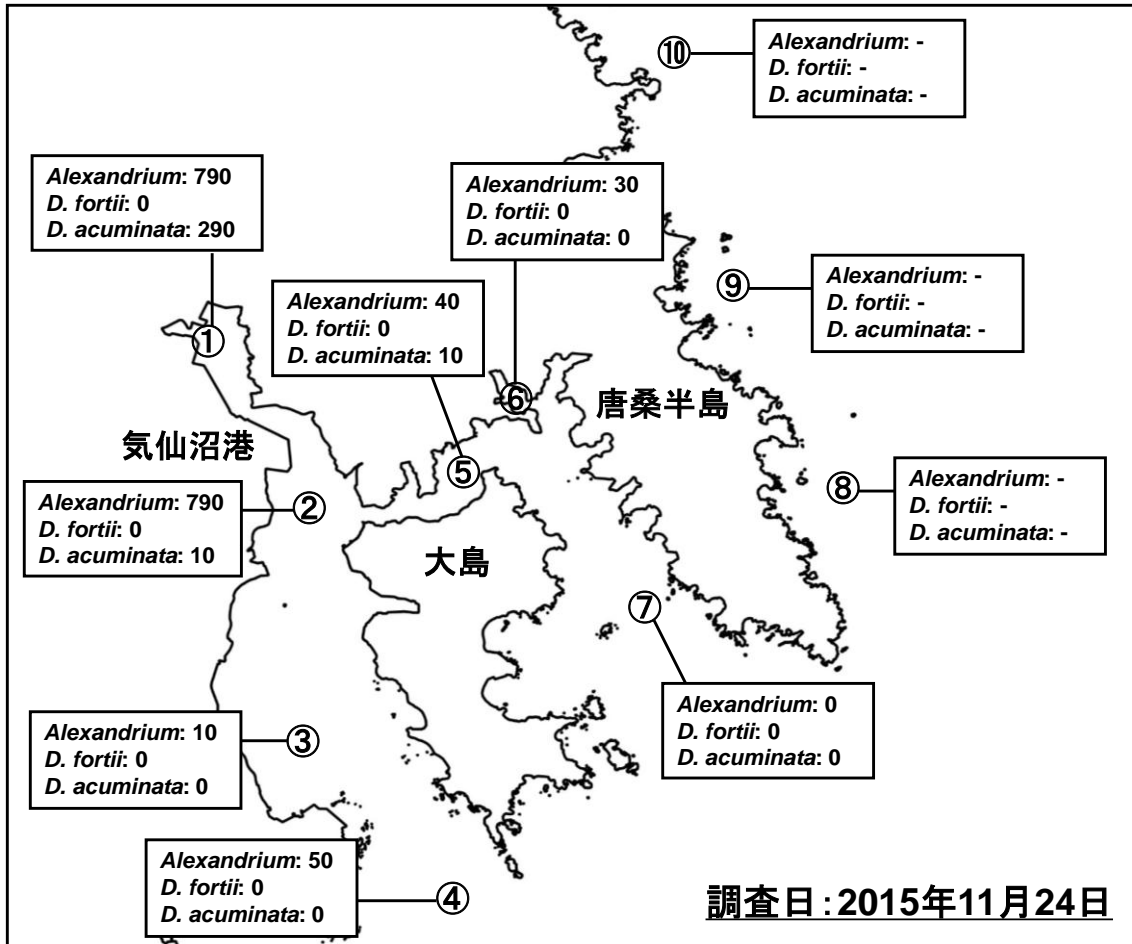 ⑩
Alexandrium: -
D. fortii: -
D. acuminata: -
Alexandrium: 790
D. fortii: 0
D. acuminata: 290
①
Alexandrium: 30
D. fortii: 0
D. acuminata: 0
⑥
⑨
Alexandrium: -
D. fortii: -
D. acuminata: -
Alexandrium: 40
D. fortii: 0
D. acuminata: 10
⑤
唐桑半島
気仙沼港
Alexandrium: 790
D. fortii: 0
D. acuminata: 10
②
大島
⑧
Alexandrium: -
D. fortii: -
D. acuminata: -
⑦
Alexandrium: 0
D. fortii: 0
D. acuminata: 0
Alexandrium: 10
D. fortii: 0
D. acuminata: 0
③
Alexandrium: 50
D. fortii: 0
D. acuminata: 0
④
調査日:2015年11月24日